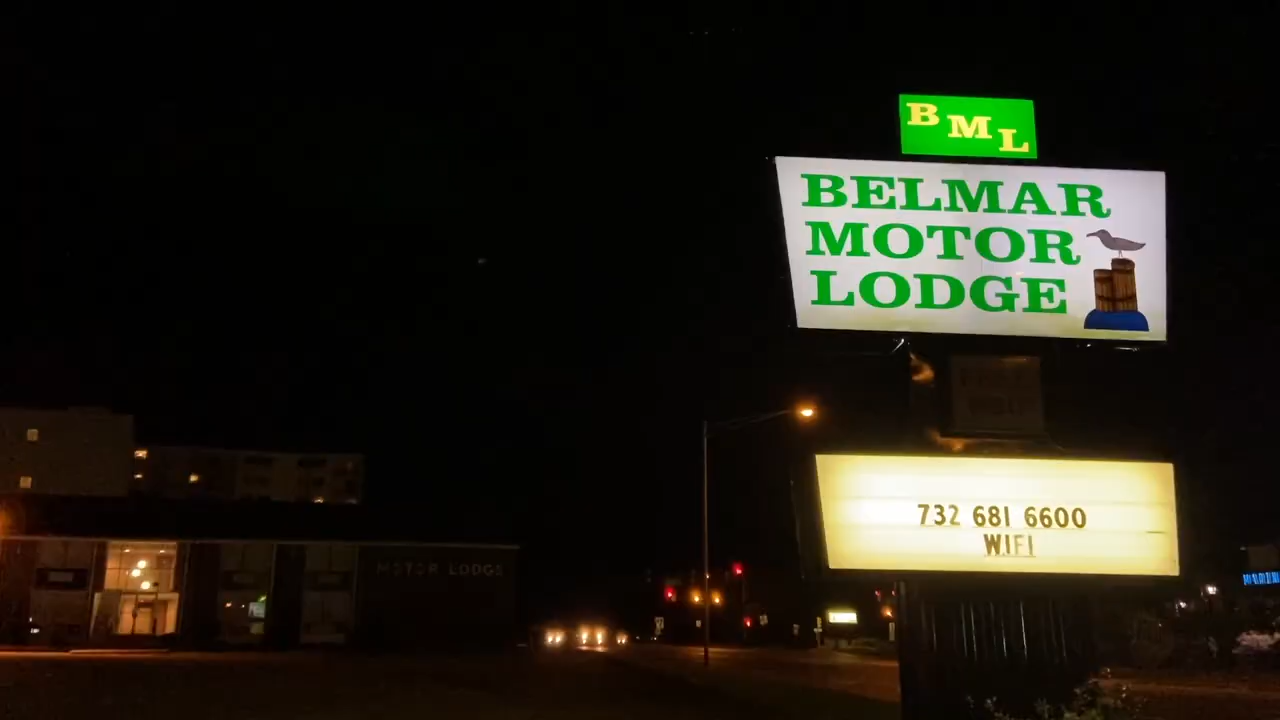 BML
BELMAR
MOTOR
LODGE
732 681 6600
WIFI
MOTOR LODGE